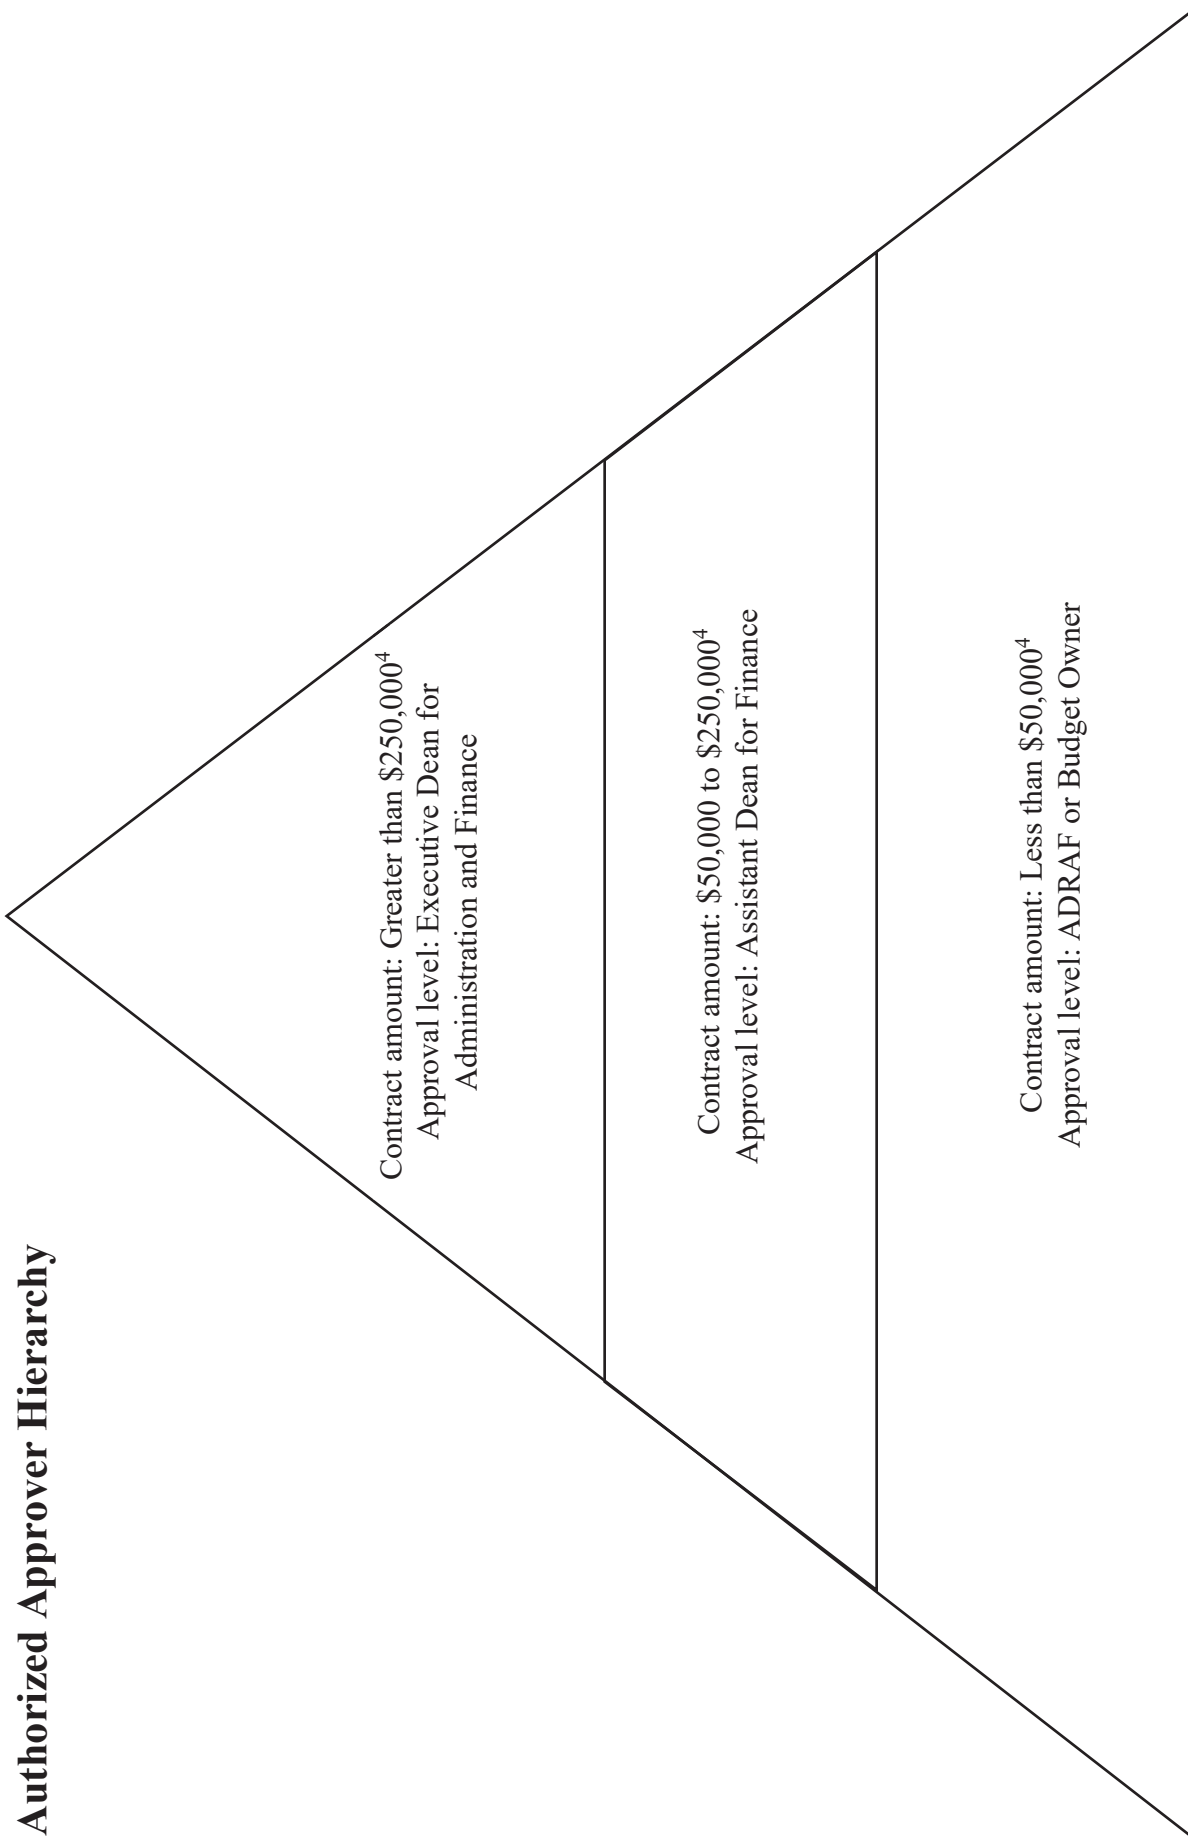 Authorized Approver Hierarchy
Contract amount: Greater than $250,000⁴
Approval level: Executive Dean for
Administration and Finance
Contract amount: $50,000 to $250,000⁴
Approval level: Assistant Dean for Finance
Contract amount: Less than $50,000⁴
Approval level: ADRAF or Budget Owner